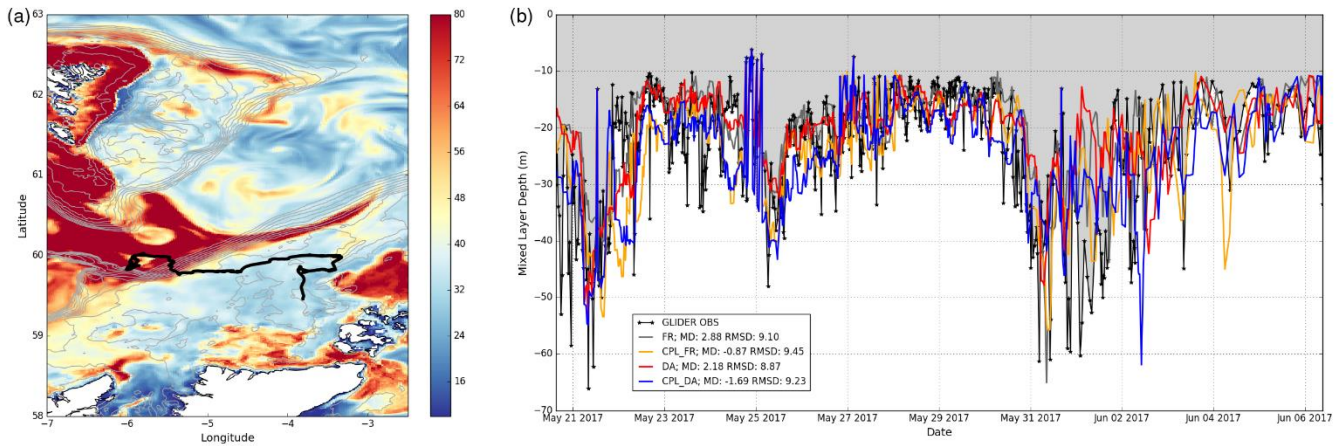 (a)
63
62
61
60
59
58
Latitude
-7
-6
-5
-4
-3
Longitude
80
72
64
56
48
40
32
24
16
(b)
0
−10
−20
−30
−40
−50
−60
−70
Mixed Layer Depth (m)
GLIDER OBS
FR; MD: 2.88 RMSD: 9.10
CPL_FR; MD: -0.87 RMSD: 9.45
DA; MD: 2.18 RMSD: 8.87
CPL_DA; MD: -1.69 RMSD: 9.23
May 21 2017
May 23 2017
May 25 2017
May 27 2017
May 29 2017
May 31 2017
Jun 02 2017
Jun 04 2017
Jun 06 2017
Date